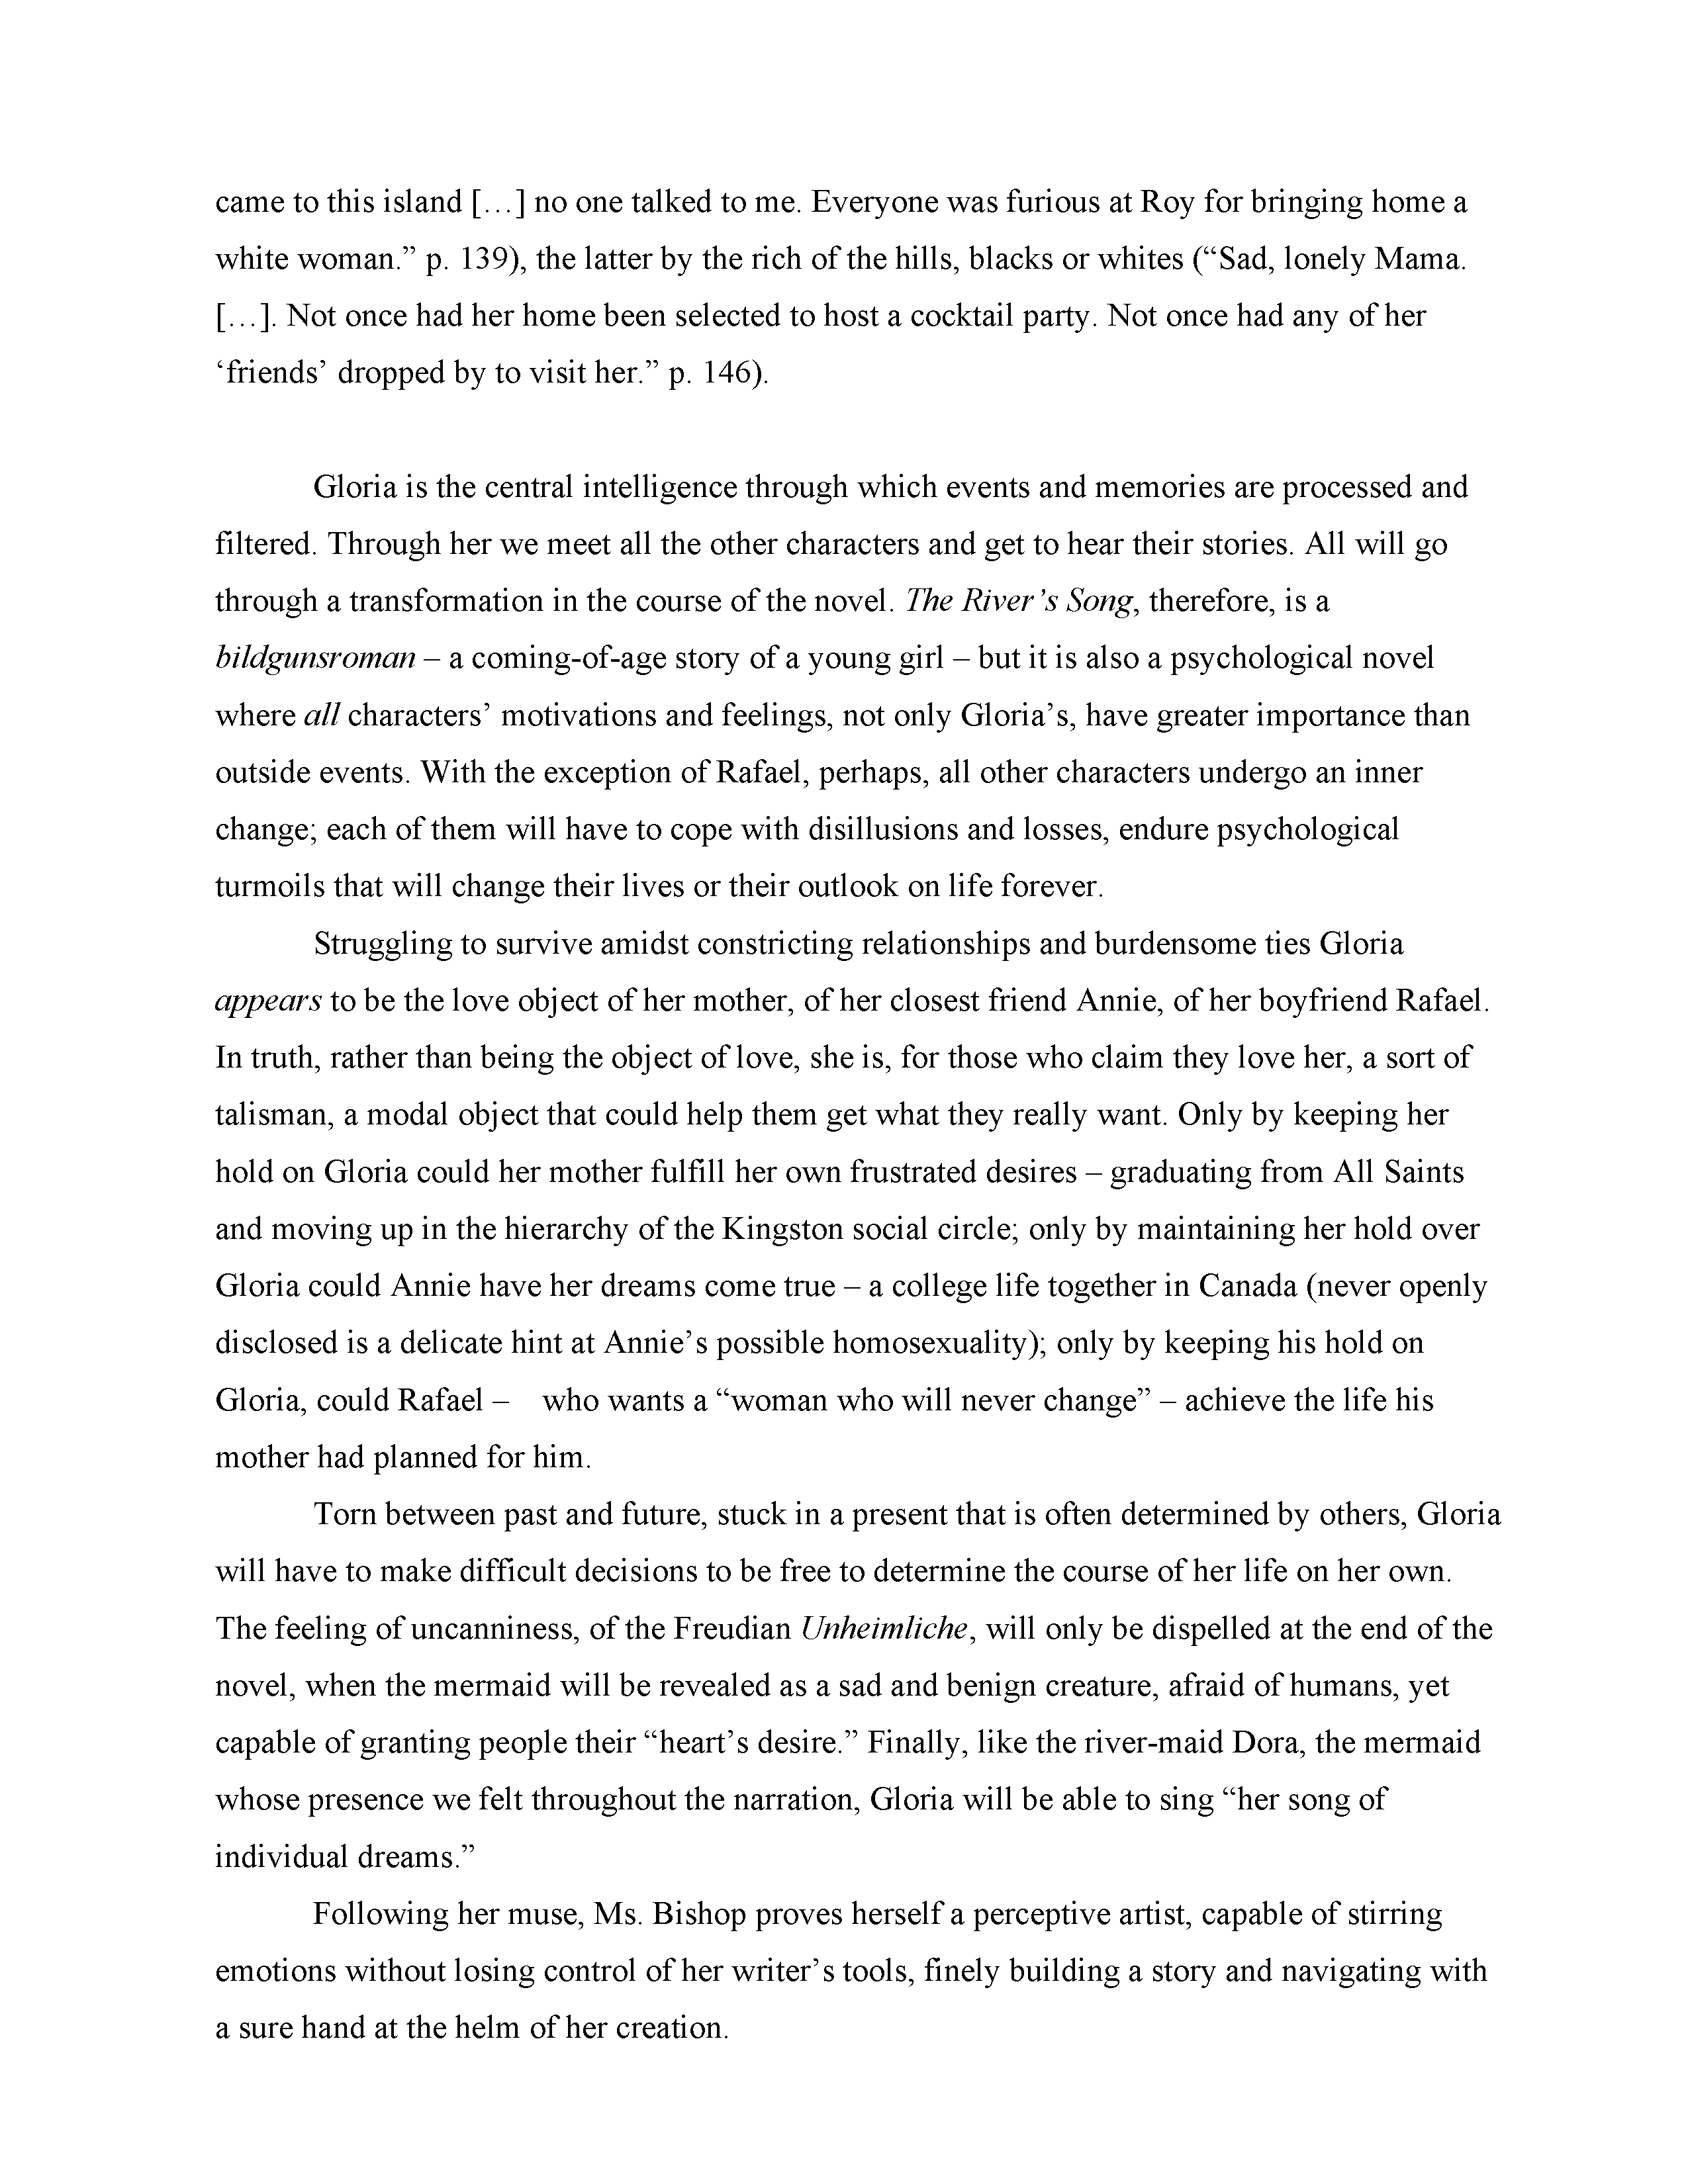 came to this island […] no one talked to me. Everyone was furious at Roy for bringing home a
white woman.” p. 139), the latter by the rich of the hills, blacks or whites (“Sad, lonely Mama.
[…]. Not once had her home been selected to host a cocktail party. Not once had any of her
‘friends’ dropped by to visit her.” p. 146).
Gloria is the central intelligence through which events and memories are processed and
filtered. Through her we meet all the other characters and get to hear their stories. All will go
through a transformation in the course of the novel. The River’s Song, therefore, is a
bildgunsroman – a coming-of-age story of a young girl – but it is also a psychological novel
where all characters’ motivations and feelings, not only Gloria’s, have greater importance than
outside events. With the exception of Rafael, perhaps, all other characters undergo an inner
change; each of them will have to cope with disillusions and losses, endure psychological
turmoils that will change their lives or their outlook on life forever.
Struggling to survive amidst constricting relationships and burdensome ties Gloria
appears to be the love object of her mother, of her closest friend Annie, of her boyfriend Rafael.
In truth, rather than being the object of love, she is, for those who claim they love her, a sort of
talisman, a modal object that could help them get what they really want. Only by keeping her
hold on Gloria could her mother fulfill her own frustrated desires – graduating from All Saints
and moving up in the hierarchy of the Kingston social circle; only by maintaining her hold over
Gloria could Annie have her dreams come true – a college life together in Canada (never openly
disclosed is a delicate hint at Annie’s possible homosexuality); only by keeping his hold on
Gloria, could Rafael – who wants a “woman who will never change” – achieve the life his
mother had planned for him.
Torn between past and future, stuck in a present that is often determined by others, Gloria
will have to make difficult decisions to be free to determine the course of her life on her own.
The feeling of uncanniness, of the Freudian Unheimliche, will only be dispelled at the end of the
novel, when the mermaid will be revealed as a sad and benign creature, afraid of humans, yet
capable of granting people their “heart’s desire.” Finally, like the river-maid Dora, the mermaid
whose presence we felt throughout the narration, Gloria will be able to sing “her song of
individual dreams.”
Following her muse, Ms. Bishop proves herself a perceptive artist, capable of stirring
emotions without losing control of her writer’s tools, finely building a story and navigating with
a sure hand at the helm of her creation.